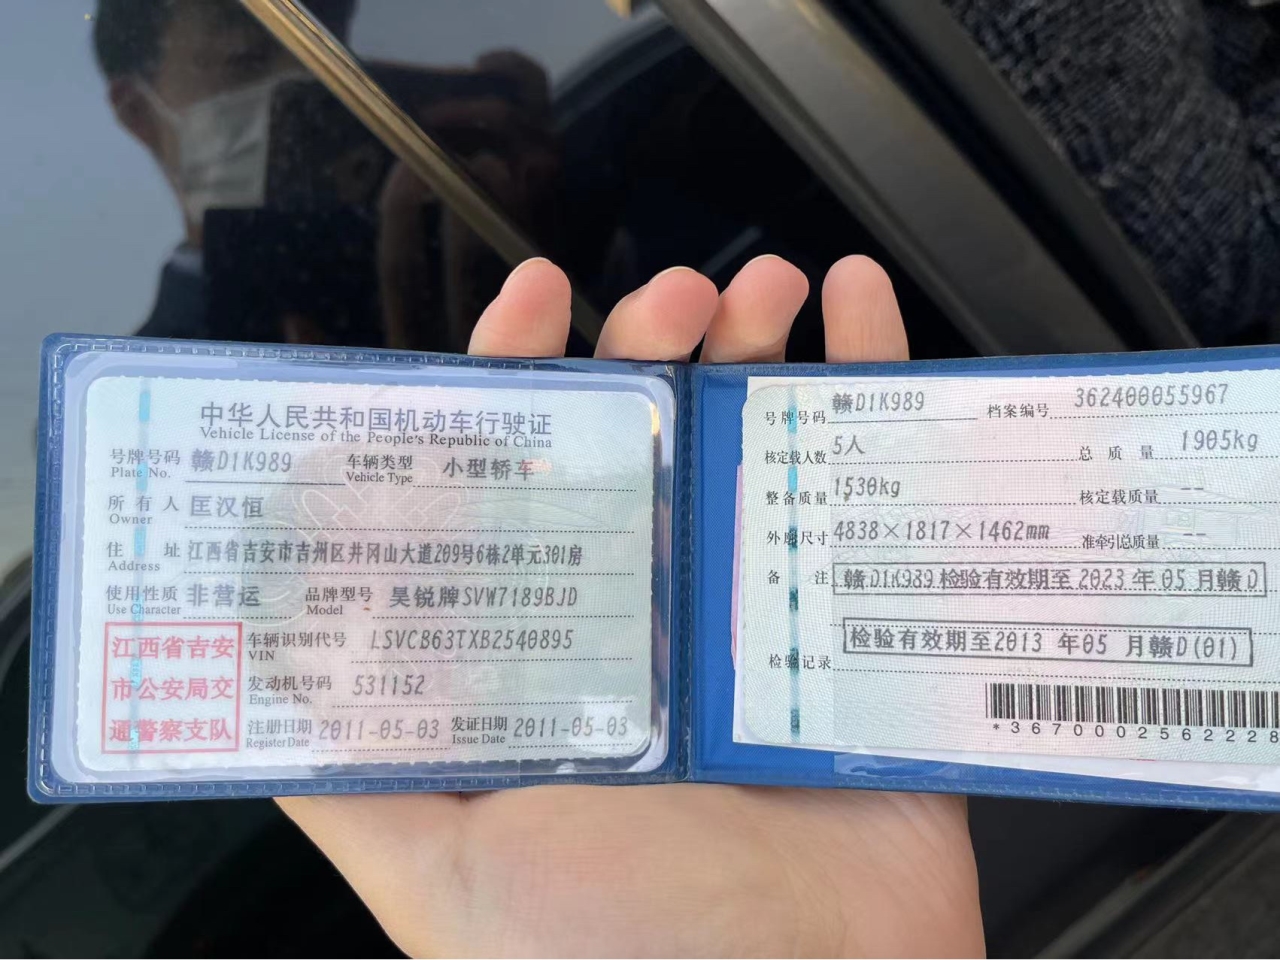 中华人民共和国机动车行驶证
Vehicle License of the People's Republic of China
号牌号码 赣D1K989 车辆类型 小型轿车
Plate No. Vehicle Type
所有人 匡汉恒
Owner
住址 江西省吉安市吉州区井冈山大道209号6栋2单元301房
Address
使用性质 非营运 品牌型号 昊锐牌SVW7189BJD
Use Character Model
江西省吉安
市公安局交
通警察支队
车辆识别代号 LSVCB63TXB2540895
VIN
发动机号码 531152
Engine No.
注册日期 2011-05-03 发证日期 2011-05-03
Register Date Issue Date
号牌号码 赣D1K989 档案编号 362400055967
核定载人数 5人 总质量 1905kg
整备质量 1530kg 核定载质量 --
外廓尺寸 4838×1817×1462mm 准牵引总质量 --
备注 赣D1K989 检验有效期至 2023 年 05 月赣D
检验有效期至2013 年05 月赣D(01)
检验记录
*3670002562228